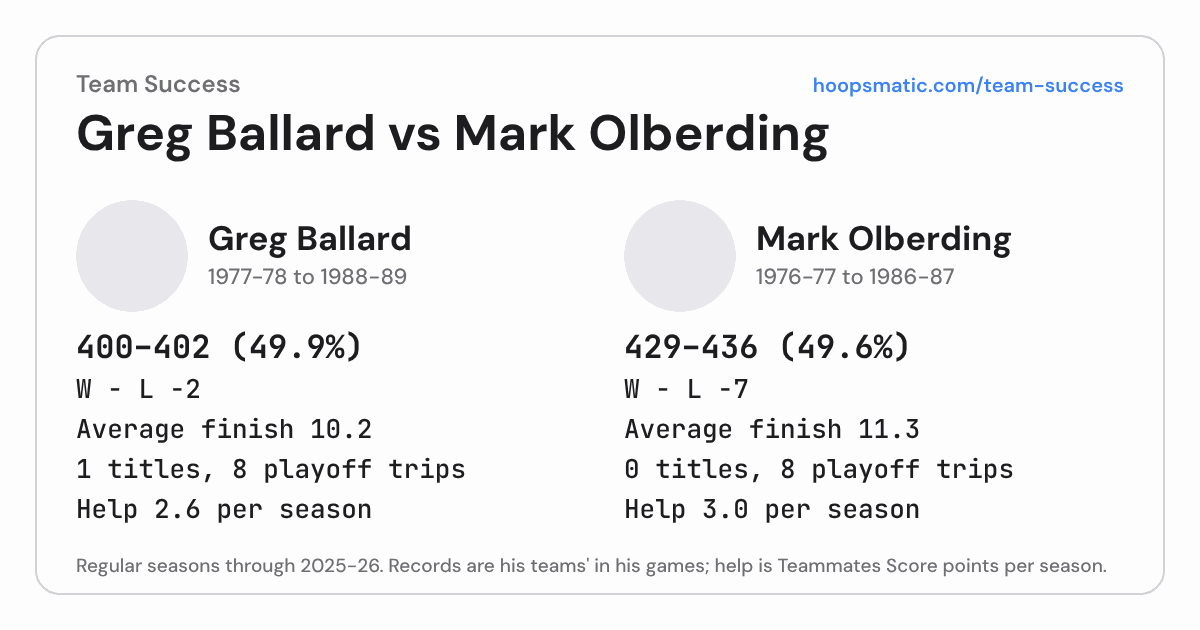 Team Success
hoopsmatic.com/team-success
Greg Ballard vs Mark Olberding
Greg Ballard
1977-78 to 1988-89
400-402 (49.9%)
W - L -2
Average finish 10.2
1 titles, 8 playoff trips
Help 2.6 per season
Mark Olberding
1976-77 to 1986-87
429-436 (49.6%)
W - L -7
Average finish 11.3
0 titles, 8 playoff trips
Help 3.0 per season
Regular seasons through 2025-26. Records are his teams' in his games; help is Teammates Score points per season.